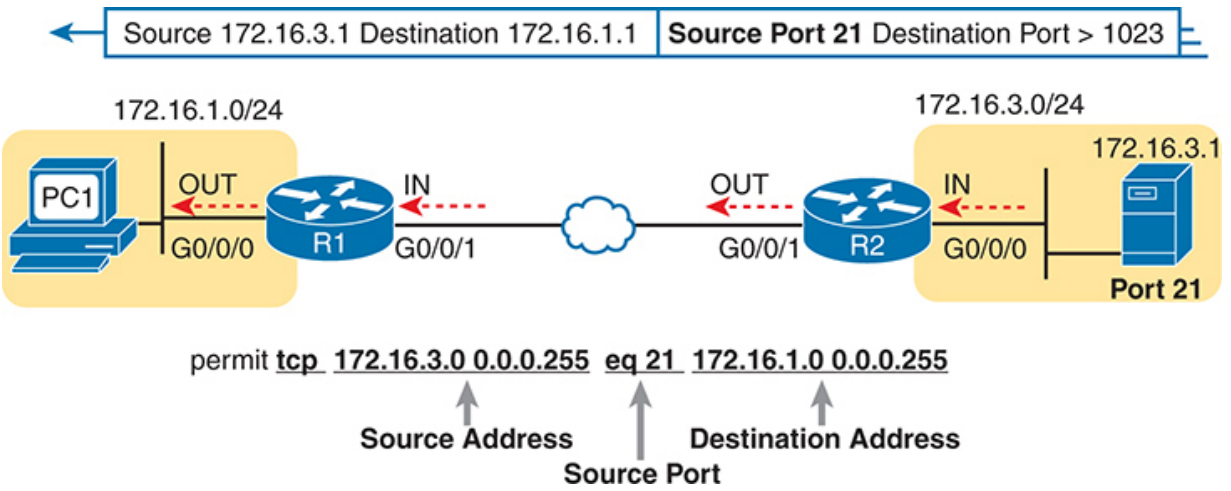 Source 172.16.3.1 Destination 172.16.1.1 Source Port 21 Destination Port > 1023
172.16.1.0/24
172.16.3.0/24
172.16.3.1
PC1
OUT
IN
OUT
IN
R1
R2
G0/0/0
G0/0/1
G0/0/1
G0/0/0
Port 21
permit tcp 172.16.3.0 0.0.0.255 eq 21 172.16.1.0 0.0.0.255
Source Address
Destination Address
Source Port